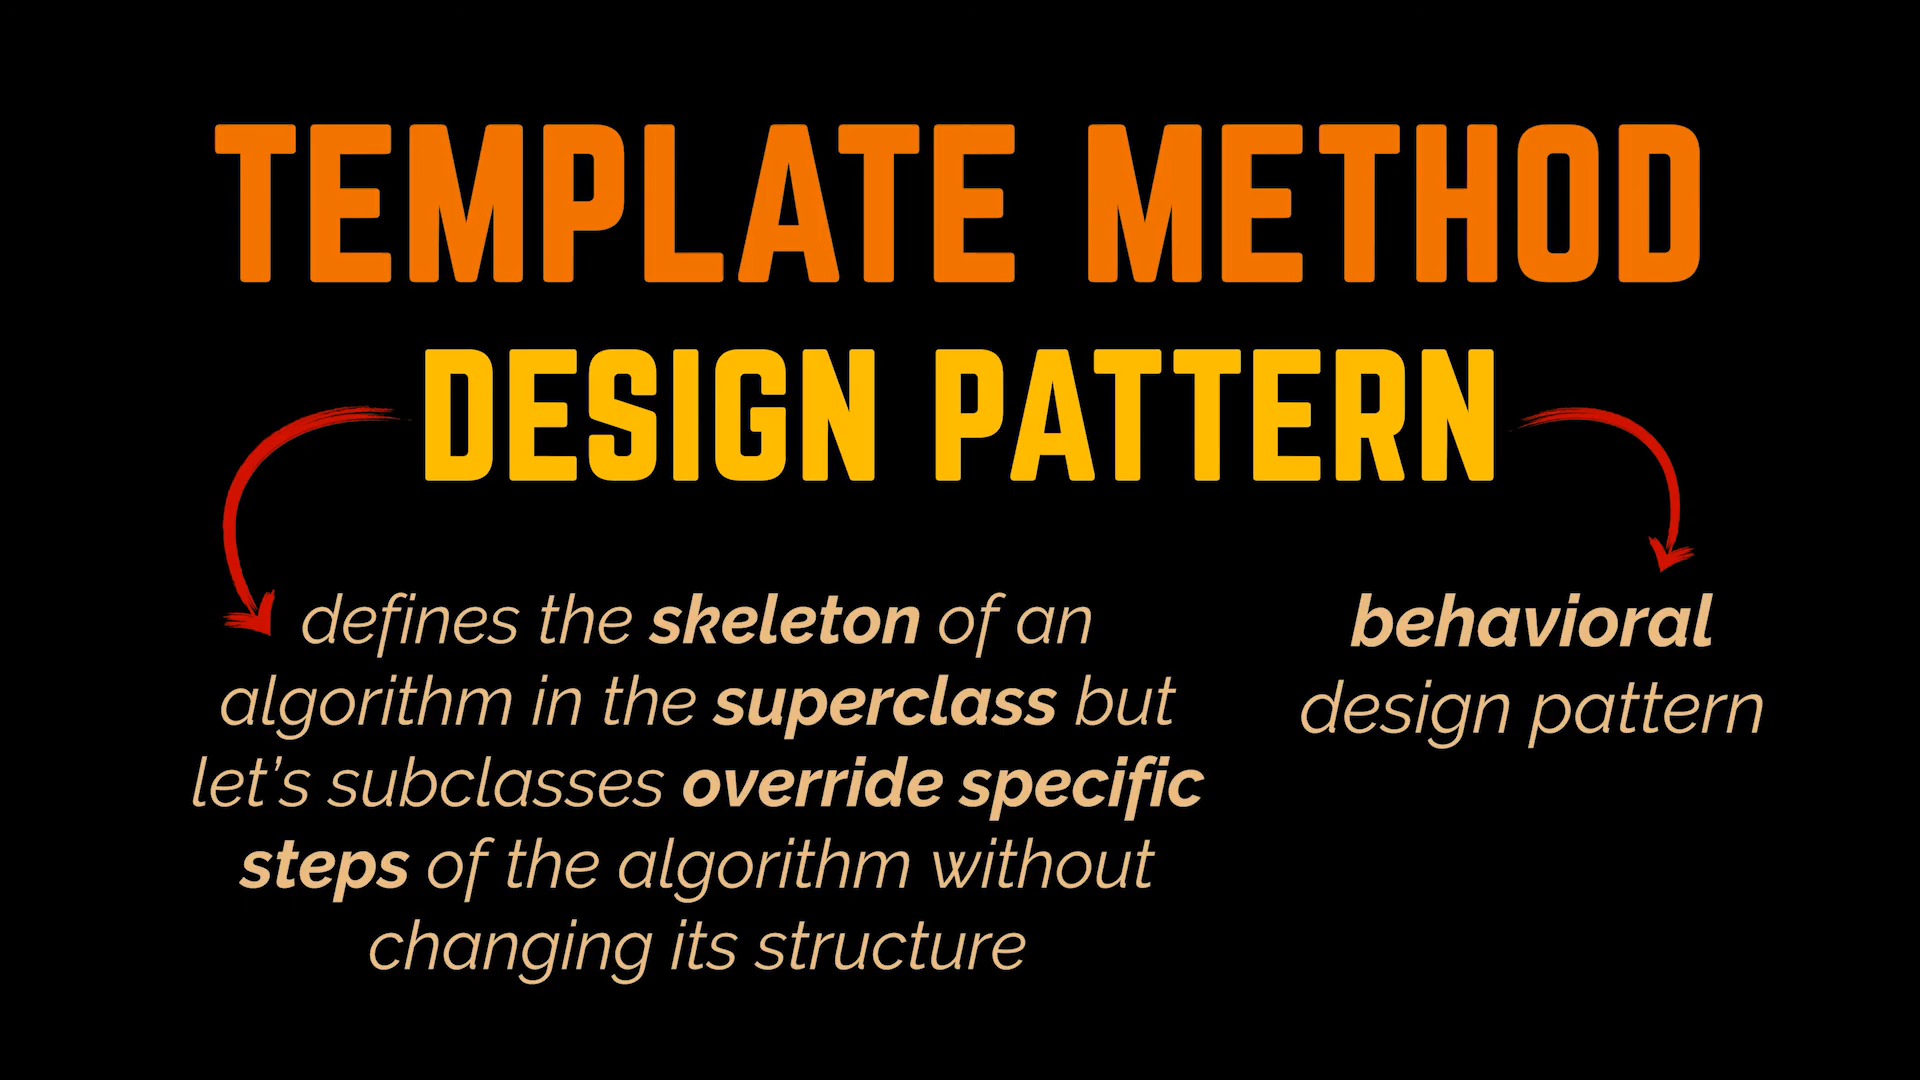 TEMPLATE METHOD
DESIGN PATTERN
defines the skeleton of an
algorithm in the superclass but
let's subclasses override specific
steps of the algorithm without
changing its structure
behavioral
design pattern